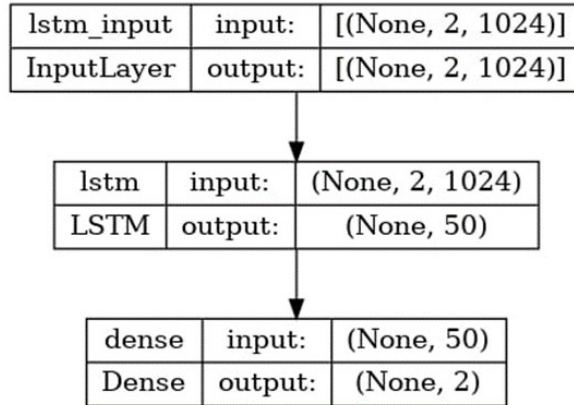 lstm_input input: [(None, 2, 1024)]
InputLayer output: [(None, 2, 1024)]
lstm input: (None, 2, 1024)
LSTM output: (None, 50)
dense input: (None, 50)
Dense output: (None, 2)